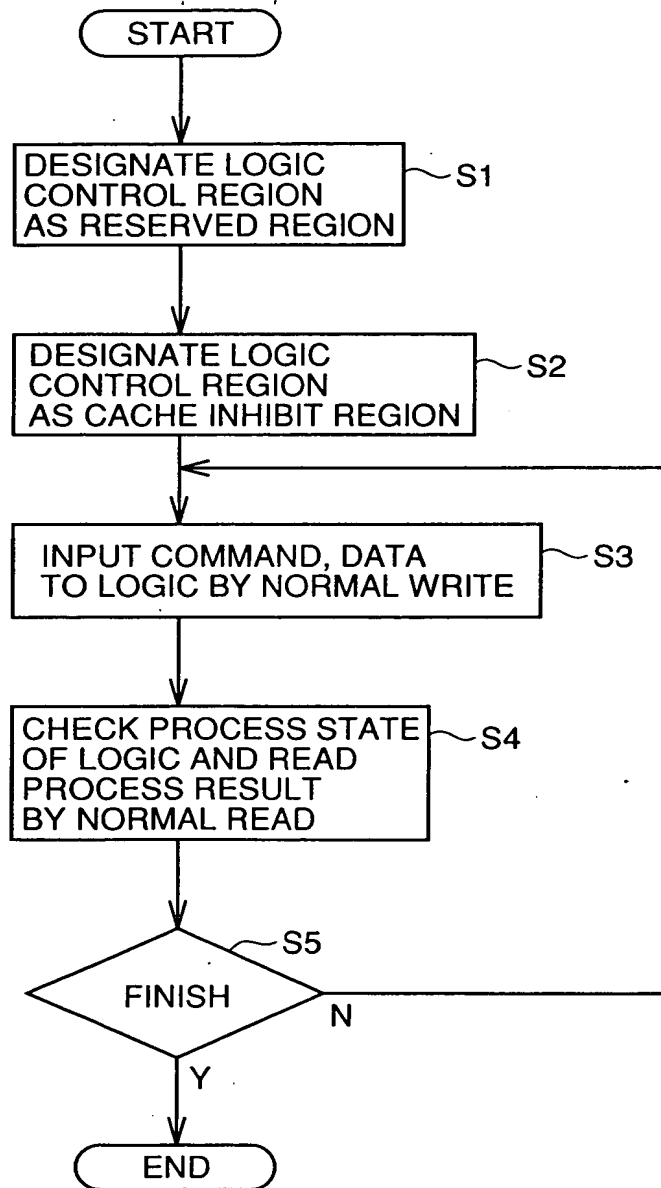 START
DESIGNATE LOGIC
CONTROL REGION
AS RESERVED REGION
S1
DESIGNATE LOGIC
CONTROL REGION
AS CACHE INHIBIT REGION
S2
INPUT COMMAND, DATA
TO LOGIC BY NORMAL WRITE
S3
CHECK PROCESS STATE
OF LOGIC AND READ
PROCESS RESULT
BY NORMAL READ
S4
S5
FINISH
N
Y
END